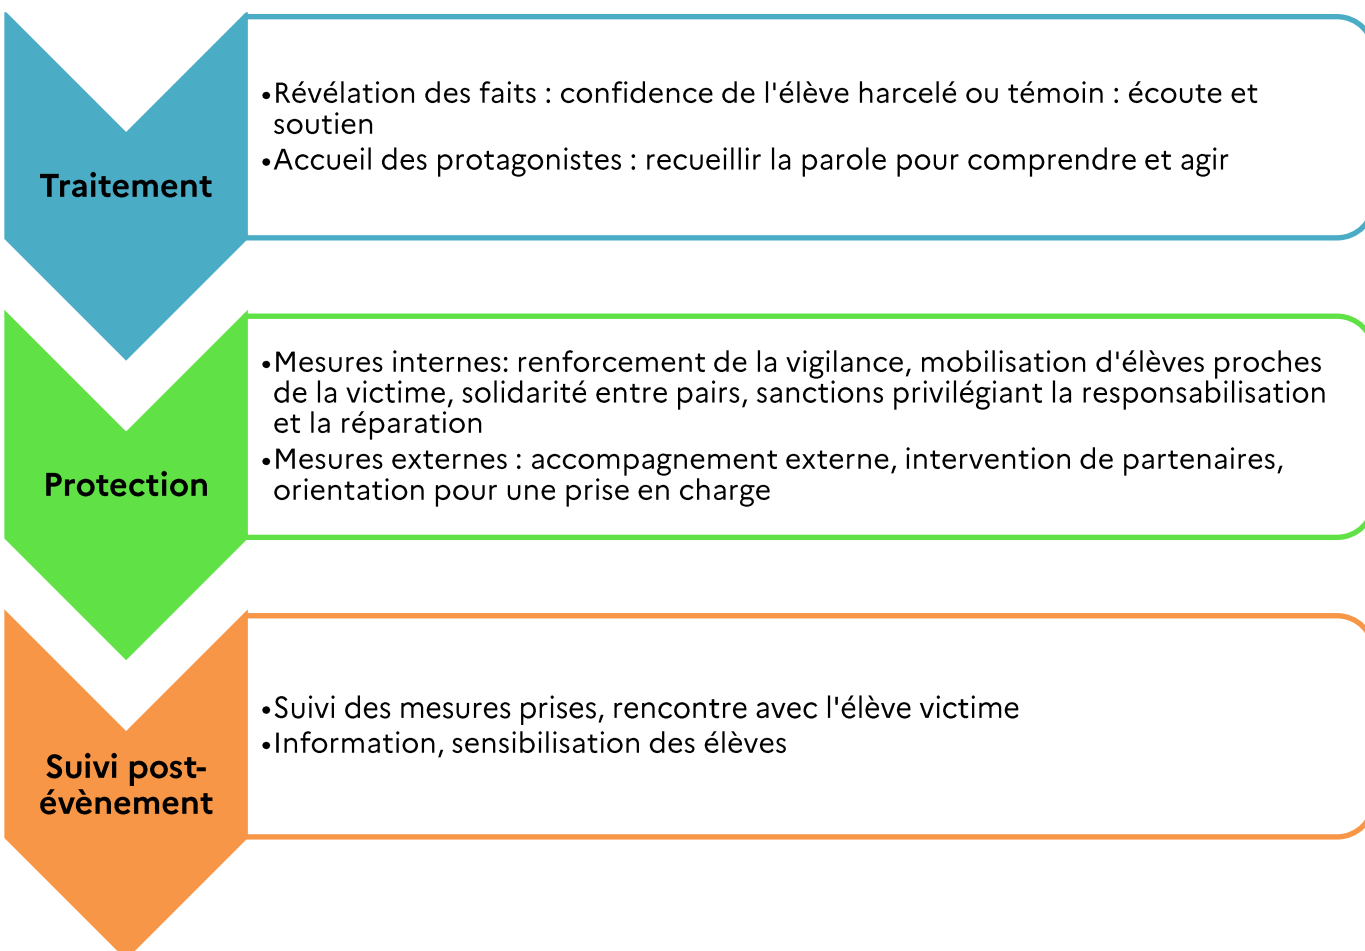 Traitement
•Révélation des faits : confidence de l'élève harcelé ou témoin : écoute et
soutien
•Accueil des protagonistes : recueillir la parole pour comprendre et agir
Protection
•Mesures internes: renforcement de la vigilance, mobilisation d'élèves proches
de la victime, solidarité entre pairs, sanctions privilégiant la responsabilisation
et la réparation
•Mesures externes : accompagnement externe, intervention de partenaires,
orientation pour une prise en charge
Suivi post-
évènement
•Suivi des mesures prises, rencontre avec l'élève victime
•Information, sensibilisation des élèves